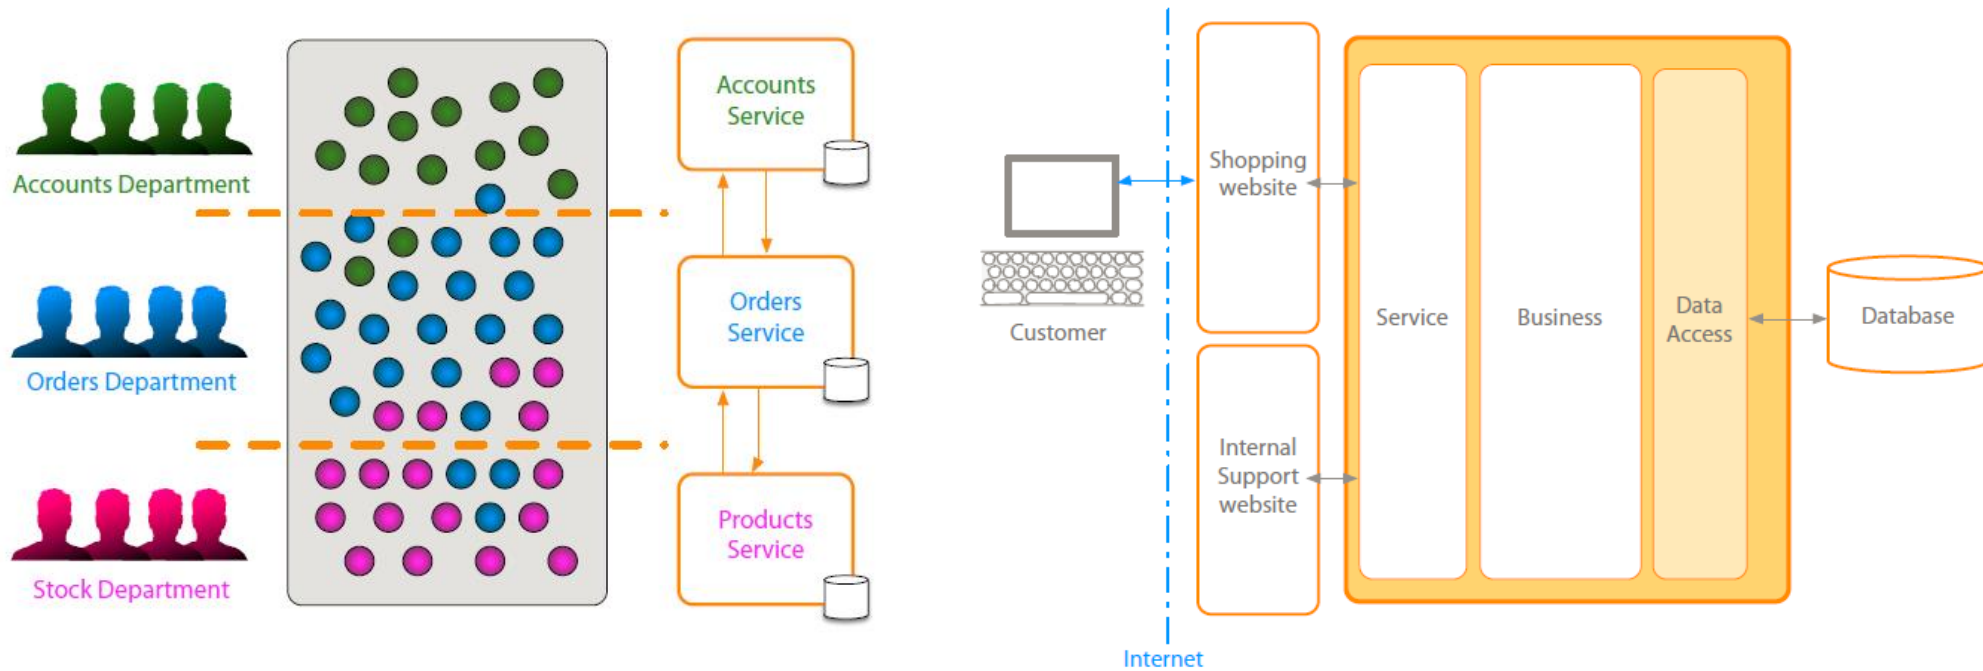 Accounts Department
Orders Department
Stock Department
Accounts
Service
Orders
Service
Products
Service
Customer
Internet
Shopping
website
Internal
Support
website
Service
Business
Data
Access
Database